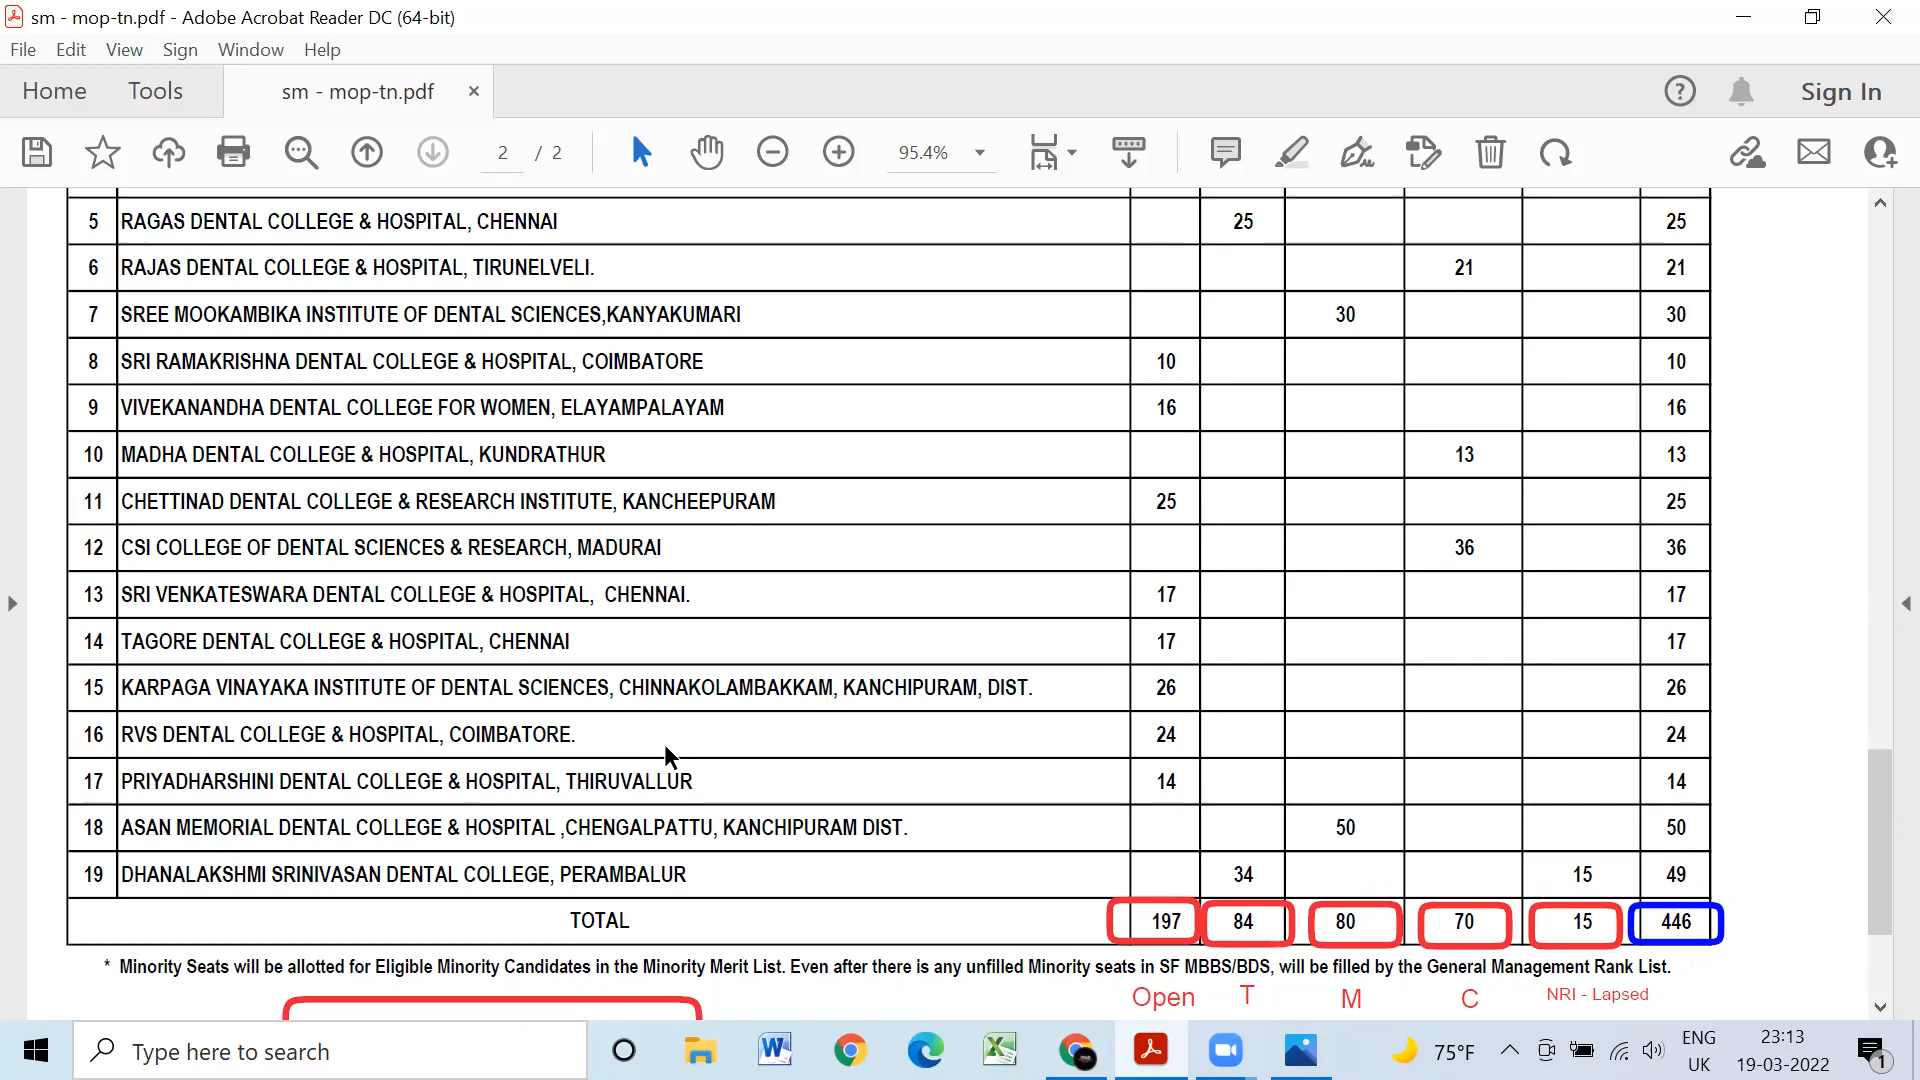 sm - mop-tn.pdf - Adobe Acrobat Reader DC (64-bit)
File Edit View Sign Window Help
Home Tools sm - mop-tn.pdf × ? Sign In
2 / 2 95.4%
5 RAGAS DENTAL COLLEGE & HOSPITAL, CHENNAI 25 25
6 RAJAS DENTAL COLLEGE & HOSPITAL, TIRUNELVELI. 21 21
7 SREE MOOKAMBIKA INSTITUTE OF DENTAL SCIENCES,KANYAKUMARI 30 30
8 SRI RAMAKRISHNA DENTAL COLLEGE & HOSPITAL, COIMBATORE 10 10
9 VIVEKANANDHA DENTAL COLLEGE FOR WOMEN, ELAYAMPALAYAM 16 16
10 MADHA DENTAL COLLEGE & HOSPITAL, KUNDRATHUR 13 13
11 CHETTINAD DENTAL COLLEGE & RESEARCH INSTITUTE, KANCHEEPURAM 25 25
12 CSI COLLEGE OF DENTAL SCIENCES & RESEARCH, MADURAI 36 36
13 SRI VENKATESWARA DENTAL COLLEGE & HOSPITAL, CHENNAI. 17 17
14 TAGORE DENTAL COLLEGE & HOSPITAL, CHENNAI 17 17
15 KARPAGA VINAYAKA INSTITUTE OF DENTAL SCIENCES, CHINNAKOLAMBAKKAM, KANCHIPURAM, DIST. 26 26
16 RVS DENTAL COLLEGE & HOSPITAL, COIMBATORE. 24 24
17 PRIYADHARSHINI DENTAL COLLEGE & HOSPITAL, THIRUVALLUR 14 14
18 ASAN MEMORIAL DENTAL COLLEGE & HOSPITAL ,CHENGALPATTU, KANCHIPURAM DIST. 50 50
19 DHANALAKSHMI SRINIVASAN DENTAL COLLEGE, PERAMBALUR 34 15 49
TOTAL 197 84 80 70 15 446
* Minority Seats will be allotted for Eligible Minority Candidates in the Minority Merit List. Even after there is any unfilled Minority seats in SF MBBS/BDS, will be filled by the General Management Rank List.
Open T M C NRI - Lapsed
Type here to search 75°F ENG 23:13
UK 19-03-2022 1